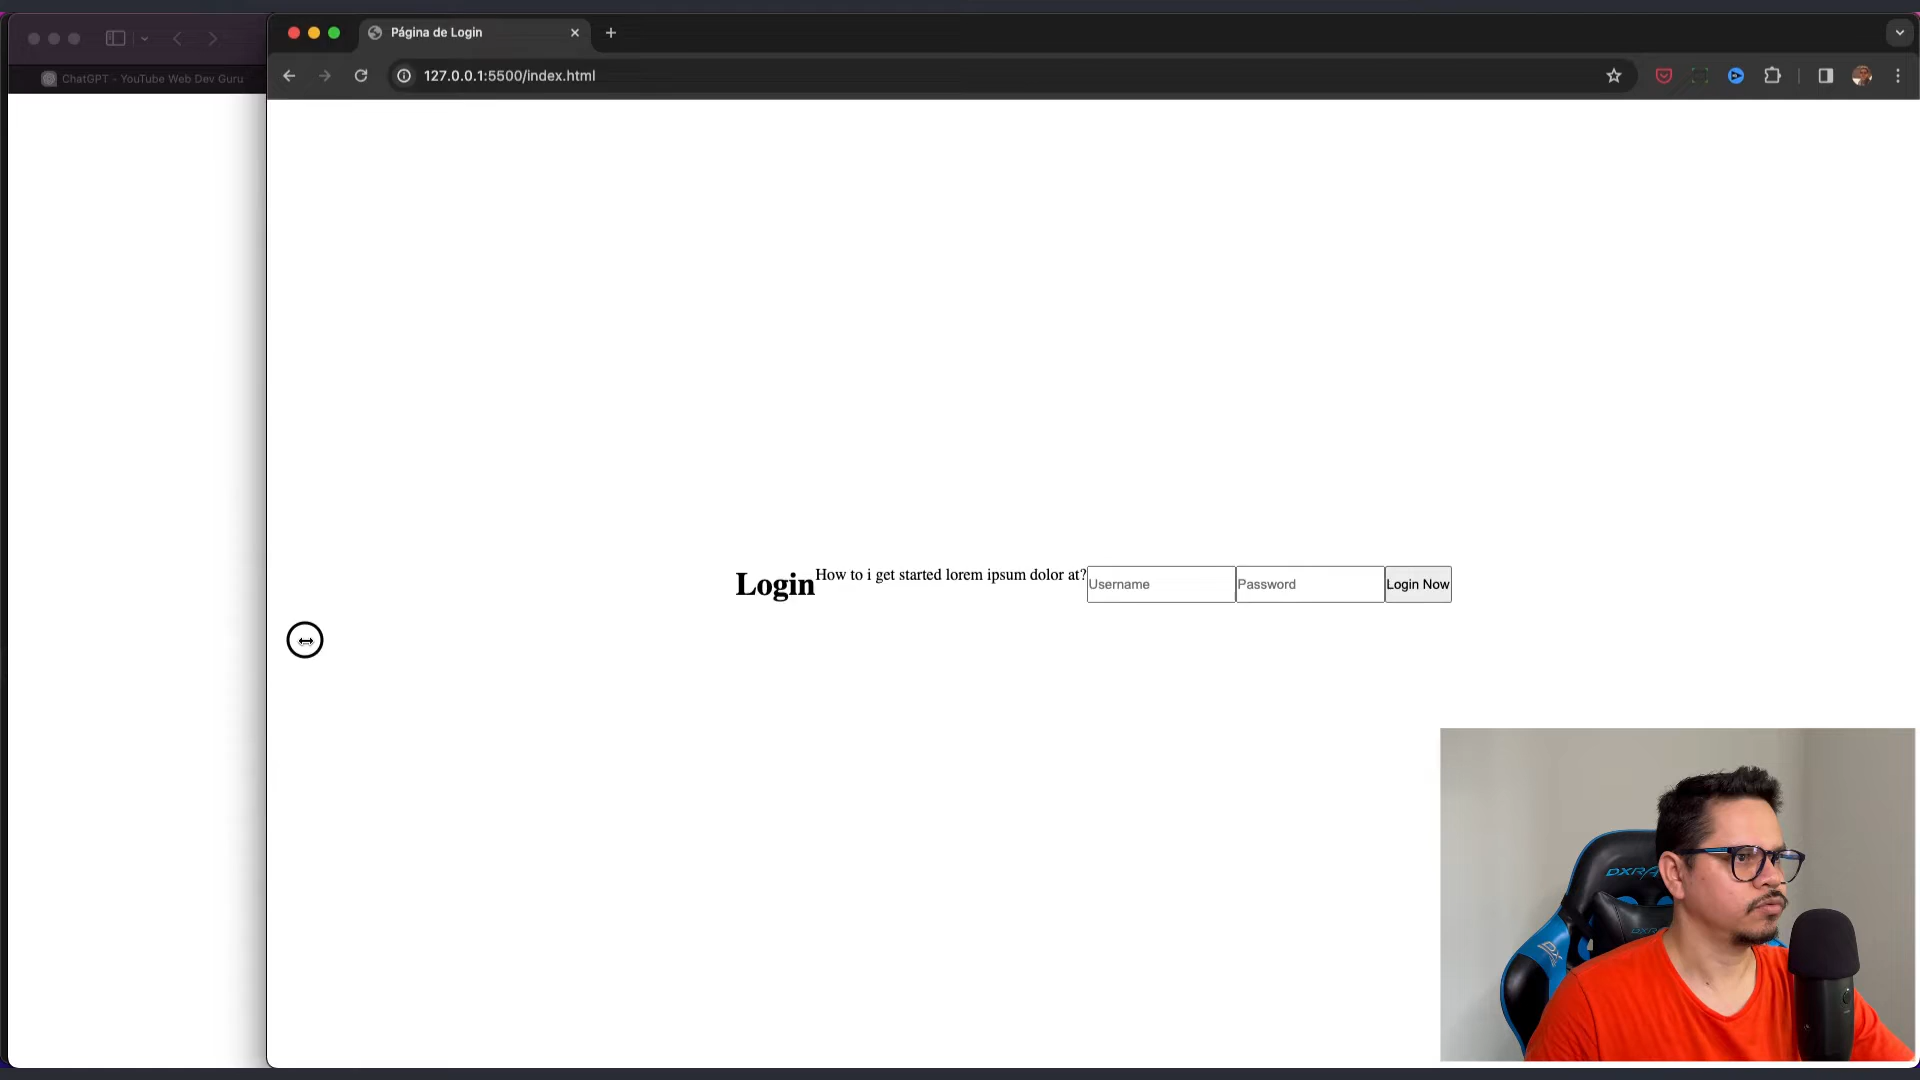 Página de Login
ChatGPT - YouTube Web Dev Guru
127.0.0.1:5500/index.html
Login
How to i get started lorem ipsum dolor at?
Username
Password
Login Now
DXRA
DX